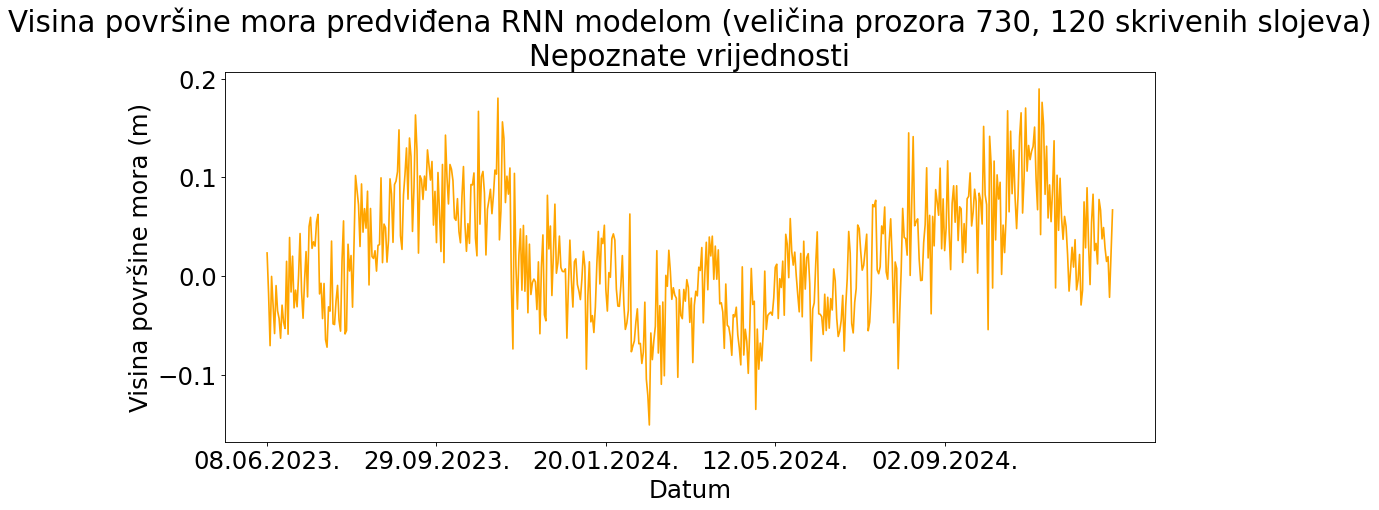 Visina površine mora predviđena RNN modelom (veličina prozora 730, 120 skrivenih slojeva)
Nepoznate vrijednosti
Visina površine mora (m)
0.2
0.1
0.0
−0.1
08.06.2023. 29.09.2023. 20.01.2024. 12.05.2024. 02.09.2024.
Datum